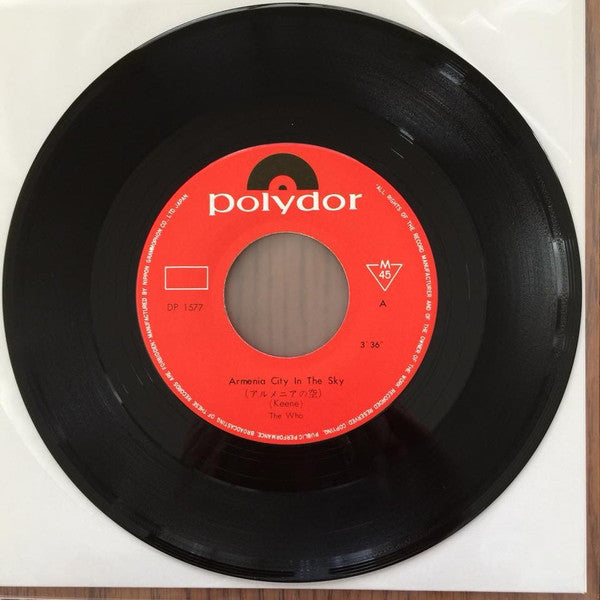 polydor
M
45
DP 1577
A
3'36"
Armenia City In The Sky
(アルメニアの空)
(Keene)
The Who
"ALL RIGHTS OF THE RECORD MANUFACTURER AND OF THE OWNER OF THE WORK RECORDED RESERVED COPYING, PUBLIC PERFORMANCE, BROADCASTING OF THESE RECORDS ARE FORBIDDEN." MANUFACTURED BY NIPPON GRAMMOPHON CO., LTD. JAPAN